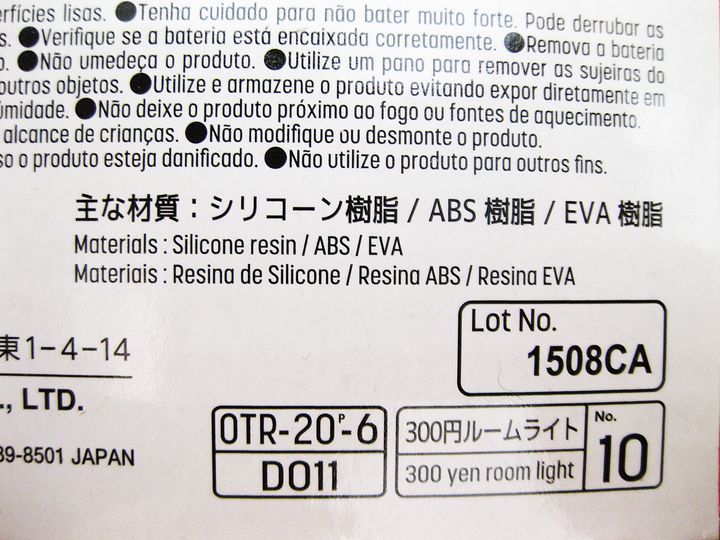 erfícies lisas. ●Tenha cuidado para não bater muito forte. Pode derrubar as
s. ●Verifique se a bateria está encaixada corretamente. ●Remova a bateria
o. ●Não umedeça o produto. ●Utilize um pano para remover as sujeiras do
outros objetos. ●Utilize e armazene o produto evitando expor diretamente em
úmidade. ●Não deixe o produto próximo ao fogo ou fontes de aquecimento.
alcance de crianças. ●Não modifique ou desmonte o produto.
so o produto esteja danificado. ●Não utilize o produto para outros fins.
主な材質：シリコーン樹脂 / ABS 樹脂 / EVA 樹脂
Materials : Silicone resin / ABS / EVA
Materiais : Resina de Silicone / Resina ABS / Resina EVA
東1-4-14
., LTD.
39-8501 JAPAN
Lot No.
1508CA
OTR-20P-6
D011
300円ルームライト
300 yen room light
No.
10